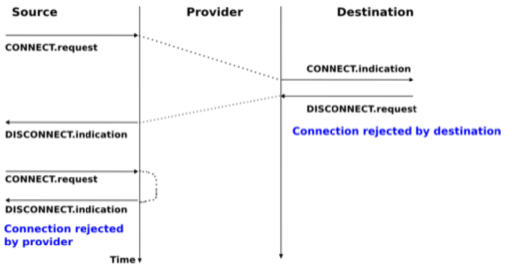 Source Provider Destination
CONNECT.request
CONNECT.indication
DISCONNECT.request
Connection rejected by destination
DISCONNECT.indication
CONNECT.request
DISCONNECT.indication
Connection rejected
by provider
Time